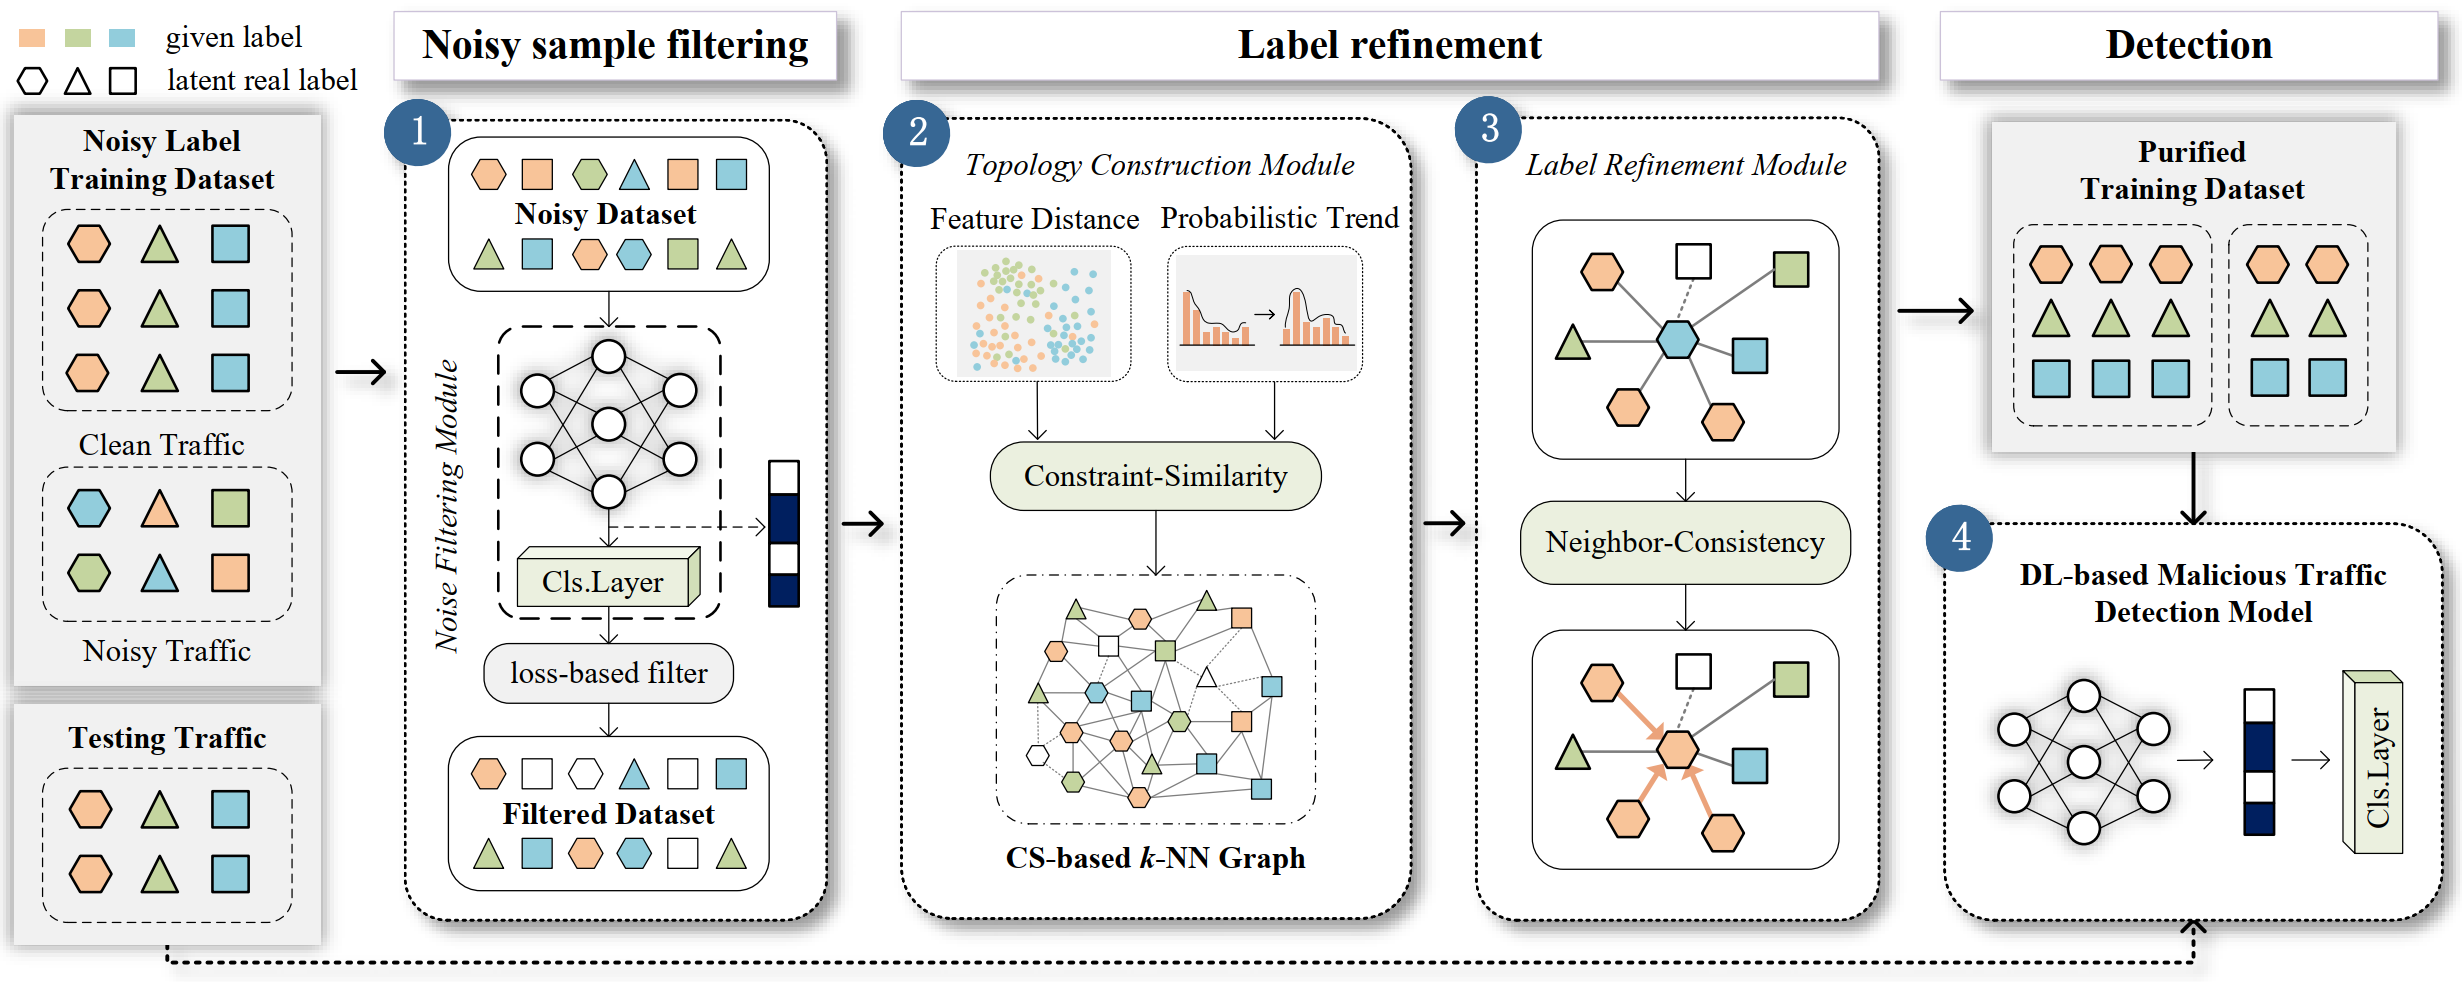 given label
latent real label
Noisy sample filtering
Label refinement
Detection
Noisy Label
Training Dataset
Clean Traffic
Noisy Traffic
Testing Traffic
1
Noisy Dataset
Noise Filtering Module
Cls.Layer
loss-based filter
Filtered Dataset
2
Topology Construction Module
Feature Distance
Probabilistic Trend
Constraint-Similarity
CS-based k-NN Graph
3
Label Refinement Module
Neighbor-Consistency
Purified
Training Dataset
4
DL-based Malicious Traffic
Detection Model
Cls.Layer